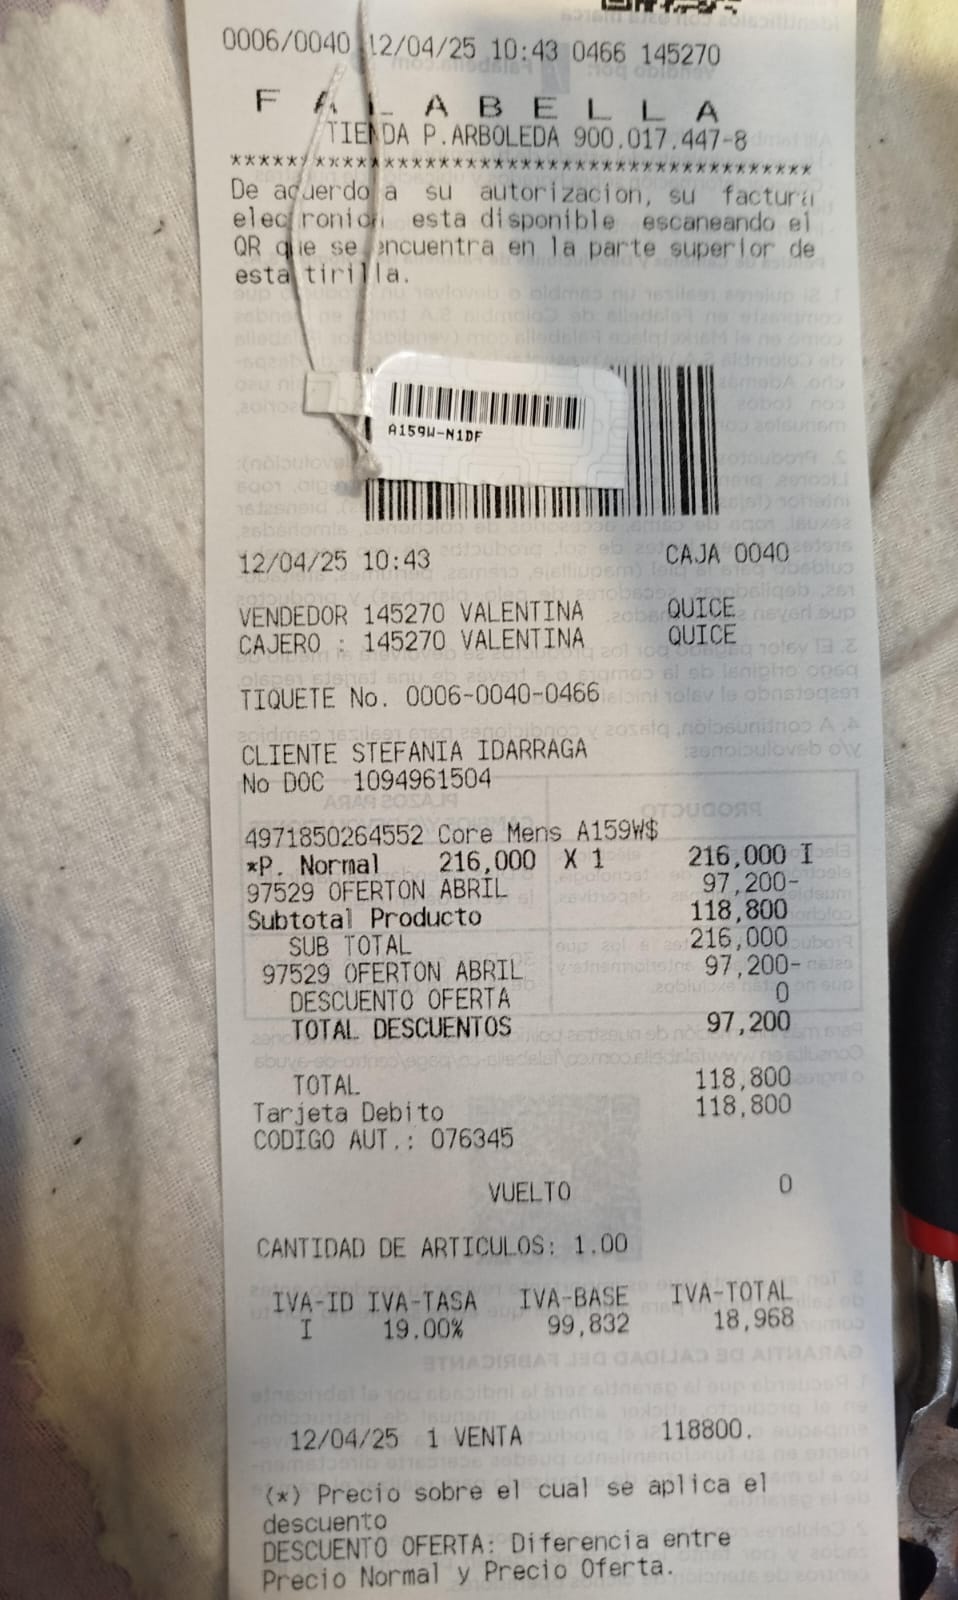 0006/0040 12/04/25 10:43 0466 145270
F A L A B E L L A
TIENDA P.ARBOLEDA 900.017.447-8
****************************************************
De acuerdo a su autorizacion, su factura
electronica esta disponible escaneando el
QR que se encuentra en la parte superior de
esta tirilla.
A159W-N1DF
12/04/25 10:43 CAJA 0040
VENDEDOR 145270 VALENTINA QUICE
CAJERO : 145270 VALENTINA QUICE
TIQUETE No. 0006-0040-0466
CLIENTE STEFANIA IDARRAGA
No DOC 1094961504
4971850264552 Core Mens A159W$
*P. Normal 216,000 X 1 216,000 I
97529 OFERTON ABRIL 97,200-
Subtotal Producto 118,800
SUB TOTAL 216,000
97529 OFERTON ABRIL 97,200-
DESCUENTO OFERTA 0
TOTAL DESCUENTOS 97,200
TOTAL 118,800
Tarjeta Debito 118,800
CODIGO AUT.: 076345
VUELTO 0
CANTIDAD DE ARTICULOS: 1.00
IVA-ID IVA-TASA IVA-BASE IVA-TOTAL
I 19.00% 99,832 18,968
12/04/25 1 VENTA 118800.
(*) Precio sobre el cual se aplica el
descuento
DESCUENTO OFERTA: Diferencia entre
Precio Normal y Precio Oferta.